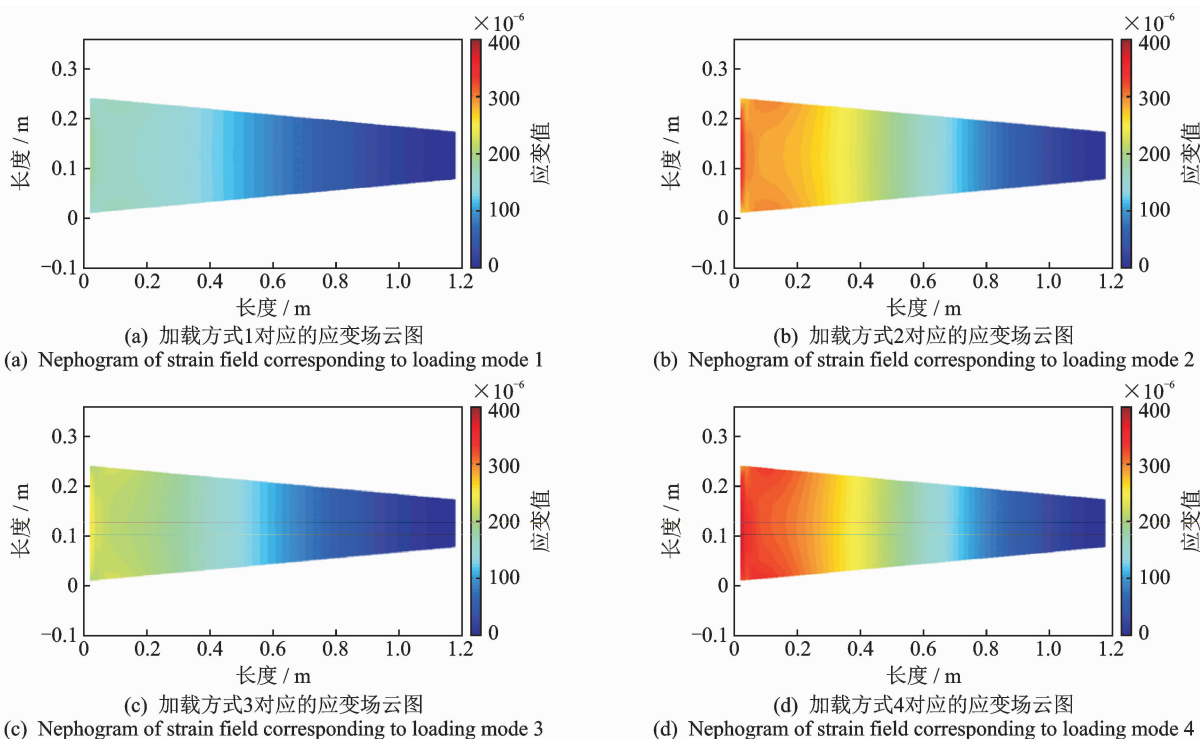 ×10⁻⁶
400
300
200
100
0
应变值
0.3
0.2
0.1
0
−0.1
长度 / m
0 0.2 0.4 0.6 0.8 1.0 1.2
长度 / m
(a) 加载方式1对应的应变场云图
(a) Nephogram of strain field corresponding to loading mode 1
×10⁻⁶
400
300
200
100
0
应变值
0.3
0.2
0.1
0
−0.1
长度 / m
0 0.2 0.4 0.6 0.8 1.0 1.2
长度 / m
(b) 加载方式2对应的应变场云图
(b) Nephogram of strain field corresponding to loading mode 2
×10⁻⁶
400
300
200
100
0
应变值
0.3
0.2
0.1
0
−0.1
长度 / m
0 0.2 0.4 0.6 0.8 1.0 1.2
长度 / m
(c) 加载方式3对应的应变场云图
(c) Nephogram of strain field corresponding to loading mode 3
×10⁻⁶
400
300
200
100
0
应变值
0.3
0.2
0.1
0
−0.1
长度 / m
0 0.2 0.4 0.6 0.8 1.0 1.2
长度 / m
(d) 加载方式4对应的应变场云图
(d) Nephogram of strain field corresponding to loading mode 4